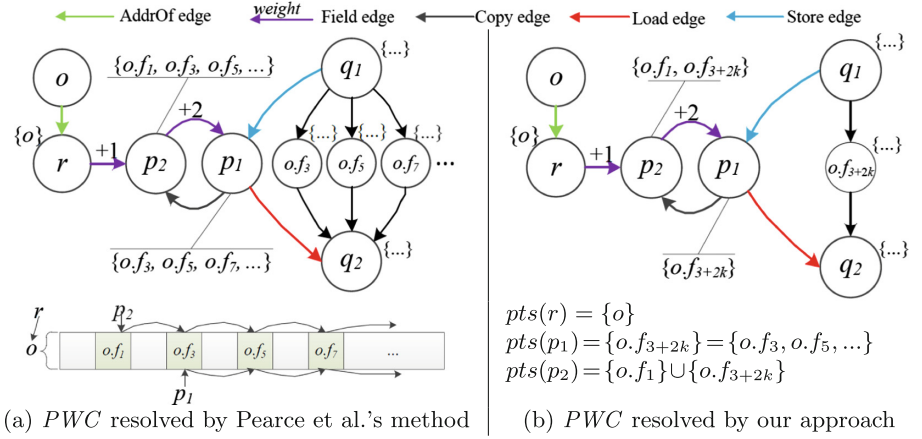 AddrOf edge weight Field edge Copy edge Load edge Store edge
(a)
{o.f₁, o.f₃, o.f₅, ...}
q₁ {...}
o
+2
{o}
{...} {...} {...}
r +1 p₂ p₁ o.f₃ o.f₅ o.f₇ ...
{o.f₃, o.f₅, o.f₇, ...}
q₂ {...}
r p₂
o o.f₁ o.f₃ o.f₅ o.f₇ ...
p₁
(a) PWC resolved by Pearce et al.'s method
(b)
{o.f₁, o.f₃₊₂ₖ}
q₁ {...}
o
+2
{o}
{...}
r +1 p₂ p₁ o.f₃₊₂ₖ
{o.f₃₊₂ₖ}
q₂ {...}
pts(r) = {o}
pts(p₁) = {o.f₃₊₂ₖ} = {o.f₃, o.f₅, ...}
pts(p₂) = {o.f₁}∪{o.f₃₊₂ₖ}
(b) PWC resolved by our approach